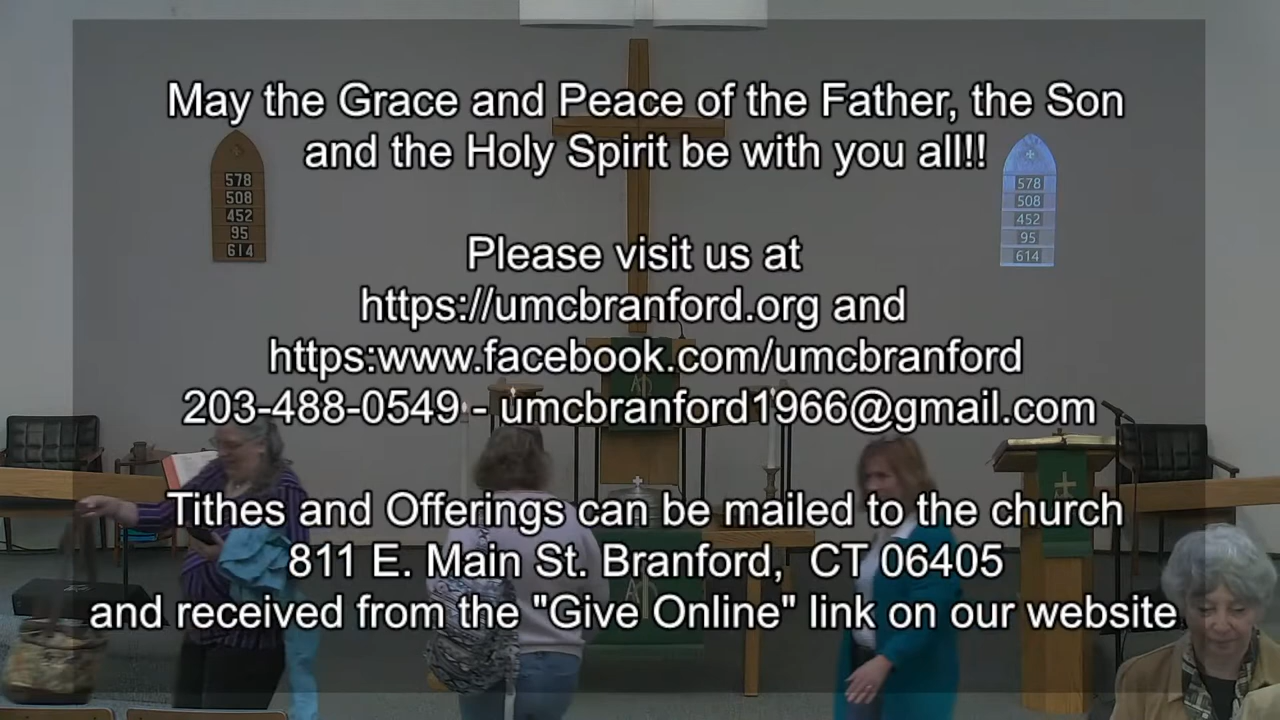 May the Grace and Peace of the Father, the Son
and the Holy Spirit be with you all!!
578
508
452
95
614
578
508
452
95
614
Please visit us at
https://umcbranford.org and
https:www.facebook.com/umcbranford
203-488-0549 - umcbranford1966@gmail.com
Tithes and Offerings can be mailed to the church
811 E. Main St. Branford, CT 06405
and received from the "Give Online" link on our website